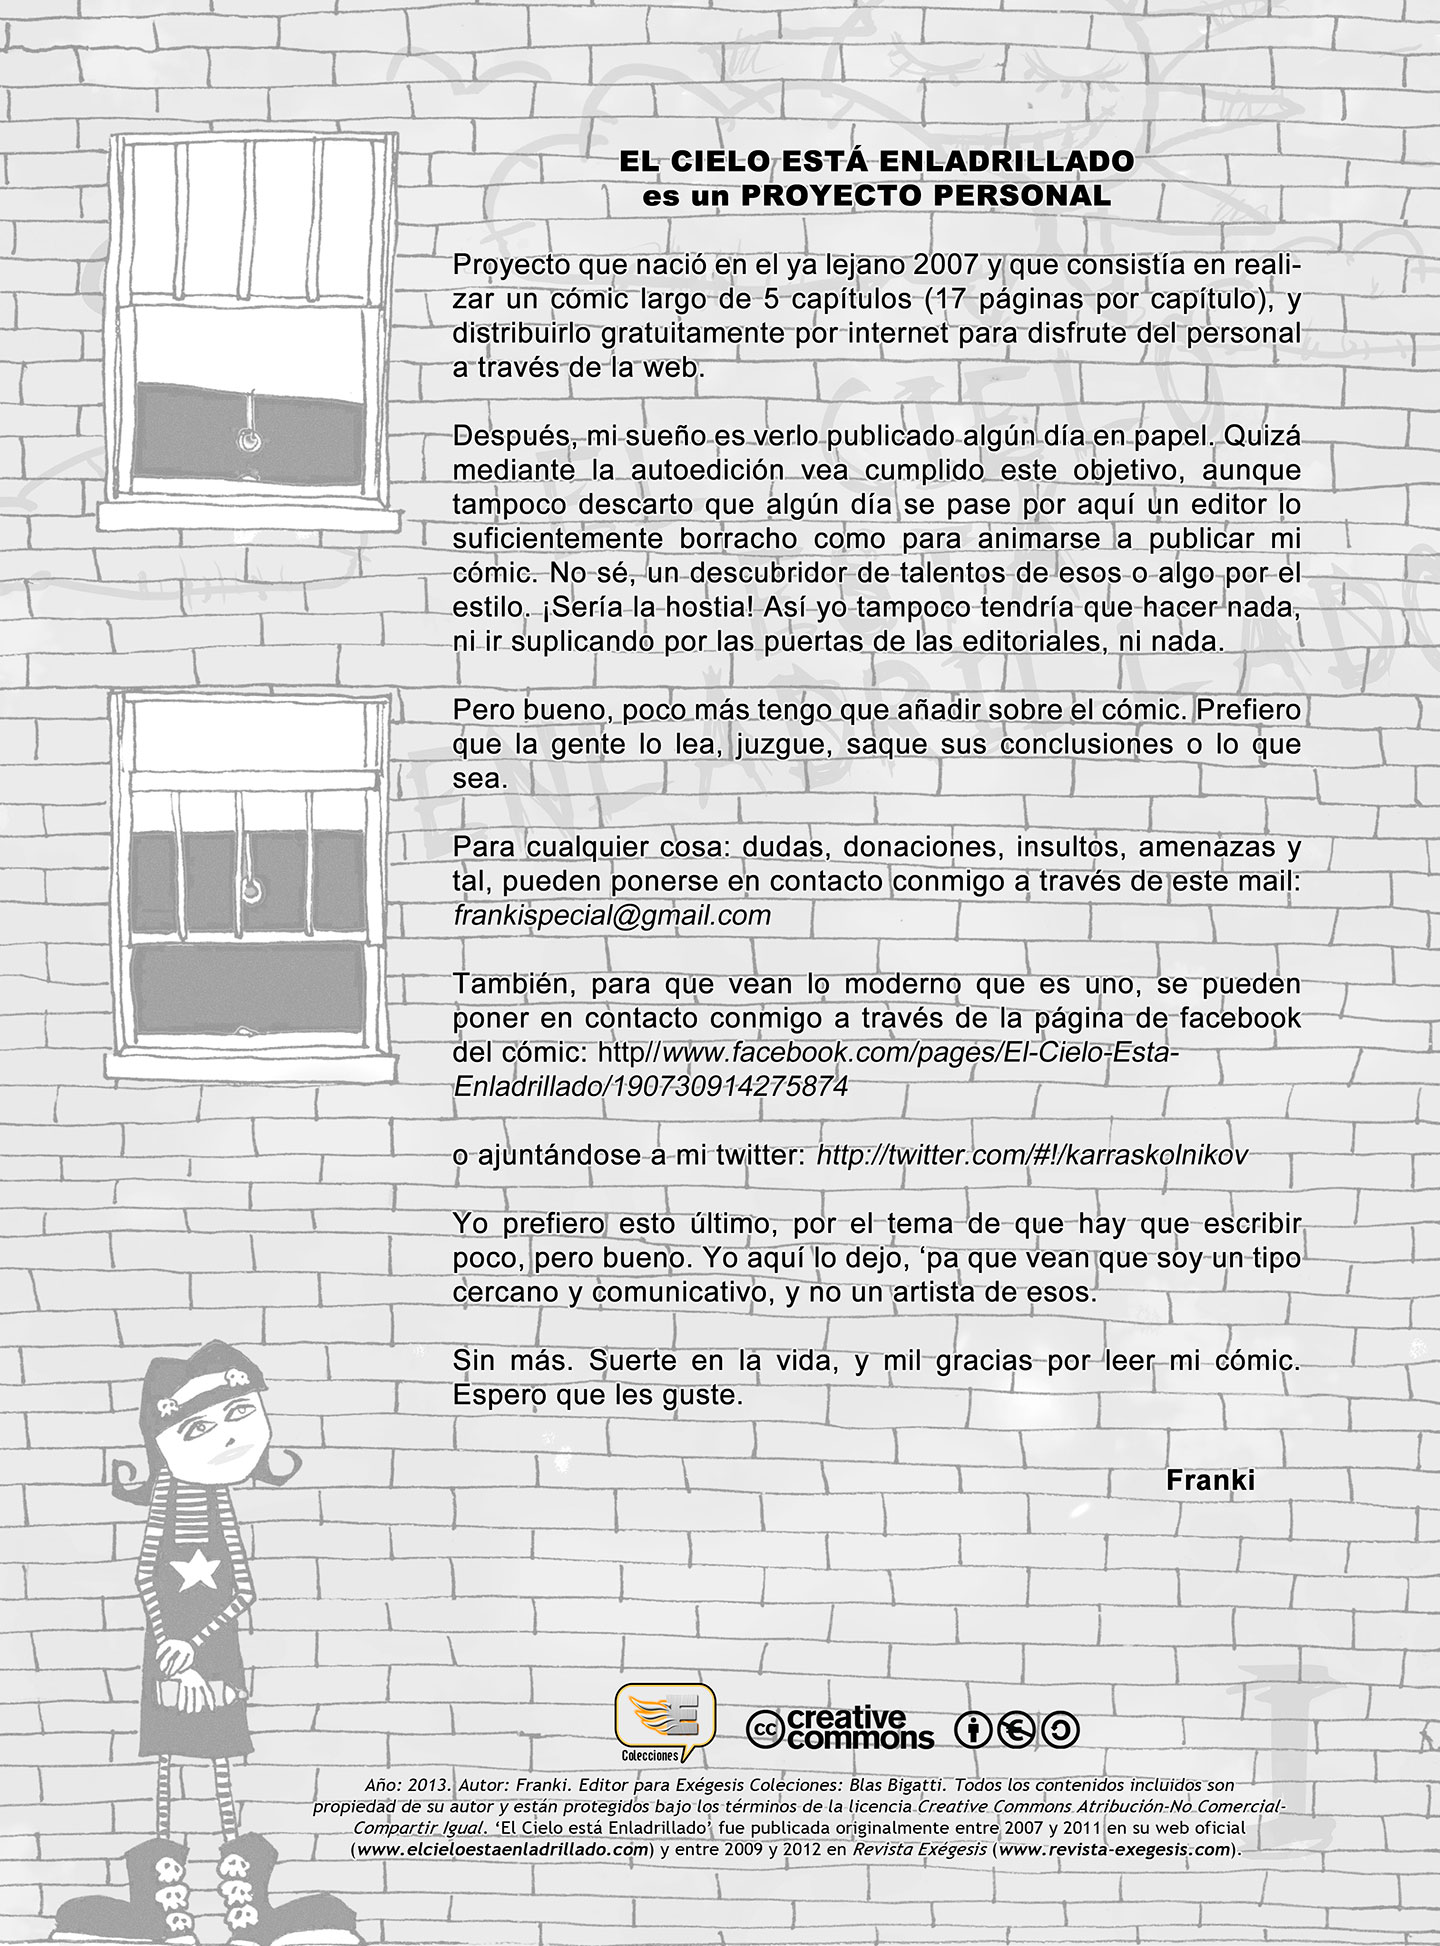 EL CIELO ESTÁ ENLADRILLADO
es un PROYECTO PERSONAL
Proyecto que nació en el ya lejano 2007 y que consistía en reali-
zar un cómic largo de 5 capítulos (17 páginas por capítulo), y
distribuirlo gratuitamente por internet para disfrute del personal
a través de la web.
Después, mi sueño es verlo publicado algún día en papel. Quizá
mediante la autoedición vea cumplido este objetivo, aunque
tampoco descarto que algún día se pase por aquí un editor lo
suficientemente borracho como para animarse a publicar mi
cómic. No sé, un descubridor de talentos de esos o algo por el
estilo. ¡Sería la hostia! Así yo tampoco tendría que hacer nada,
ni ir suplicando por las puertas de las editoriales, ni nada.
Pero bueno, poco más tengo que añadir sobre el cómic. Prefiero
que la gente lo lea, juzgue, saque sus conclusiones o lo que
sea.
Para cualquier cosa: dudas, donaciones, insultos, amenazas y
tal, pueden ponerse en contacto conmigo a través de este mail:
frankispecial@gmail.com
También, para que vean lo moderno que es uno, se pueden
poner en contacto conmigo a través de la página de facebook
del cómic: http//www.facebook.com/pages/El-Cielo-Esta-
Enladrillado/190730914275874
o ajuntándose a mi twitter: http://twitter.com/#!/karraskolnikov
Yo prefiero esto último, por el tema de que hay que escribir
poco, pero bueno. Yo aquí lo dejo, ‘pa que vean que soy un tipo
cercano y comunicativo, y no un artista de esos.
Sin más. Suerte en la vida, y mil gracias por leer mi cómic.
Espero que les guste.
Franki
EL CIELO
ESTÁ
ENLADRILLADO
I
E
Colecciones
cc creative
commons
Año: 2013. Autor: Franki. Editor para Exégesis Coleciones: Blas Bigatti. Todos los contenidos incluidos son
propiedad de su autor y están protegidos bajo los términos de la licencia Creative Commons Atribución-No Comercial-
Compartir Igual. ‘El Cielo está Enladrillado’ fue publicada originalmente entre 2007 y 2011 en su web oficial
(www.elcieloestaenladrillado.com) y entre 2009 y 2012 en Revista Exégesis (www.revista-exegesis.com).